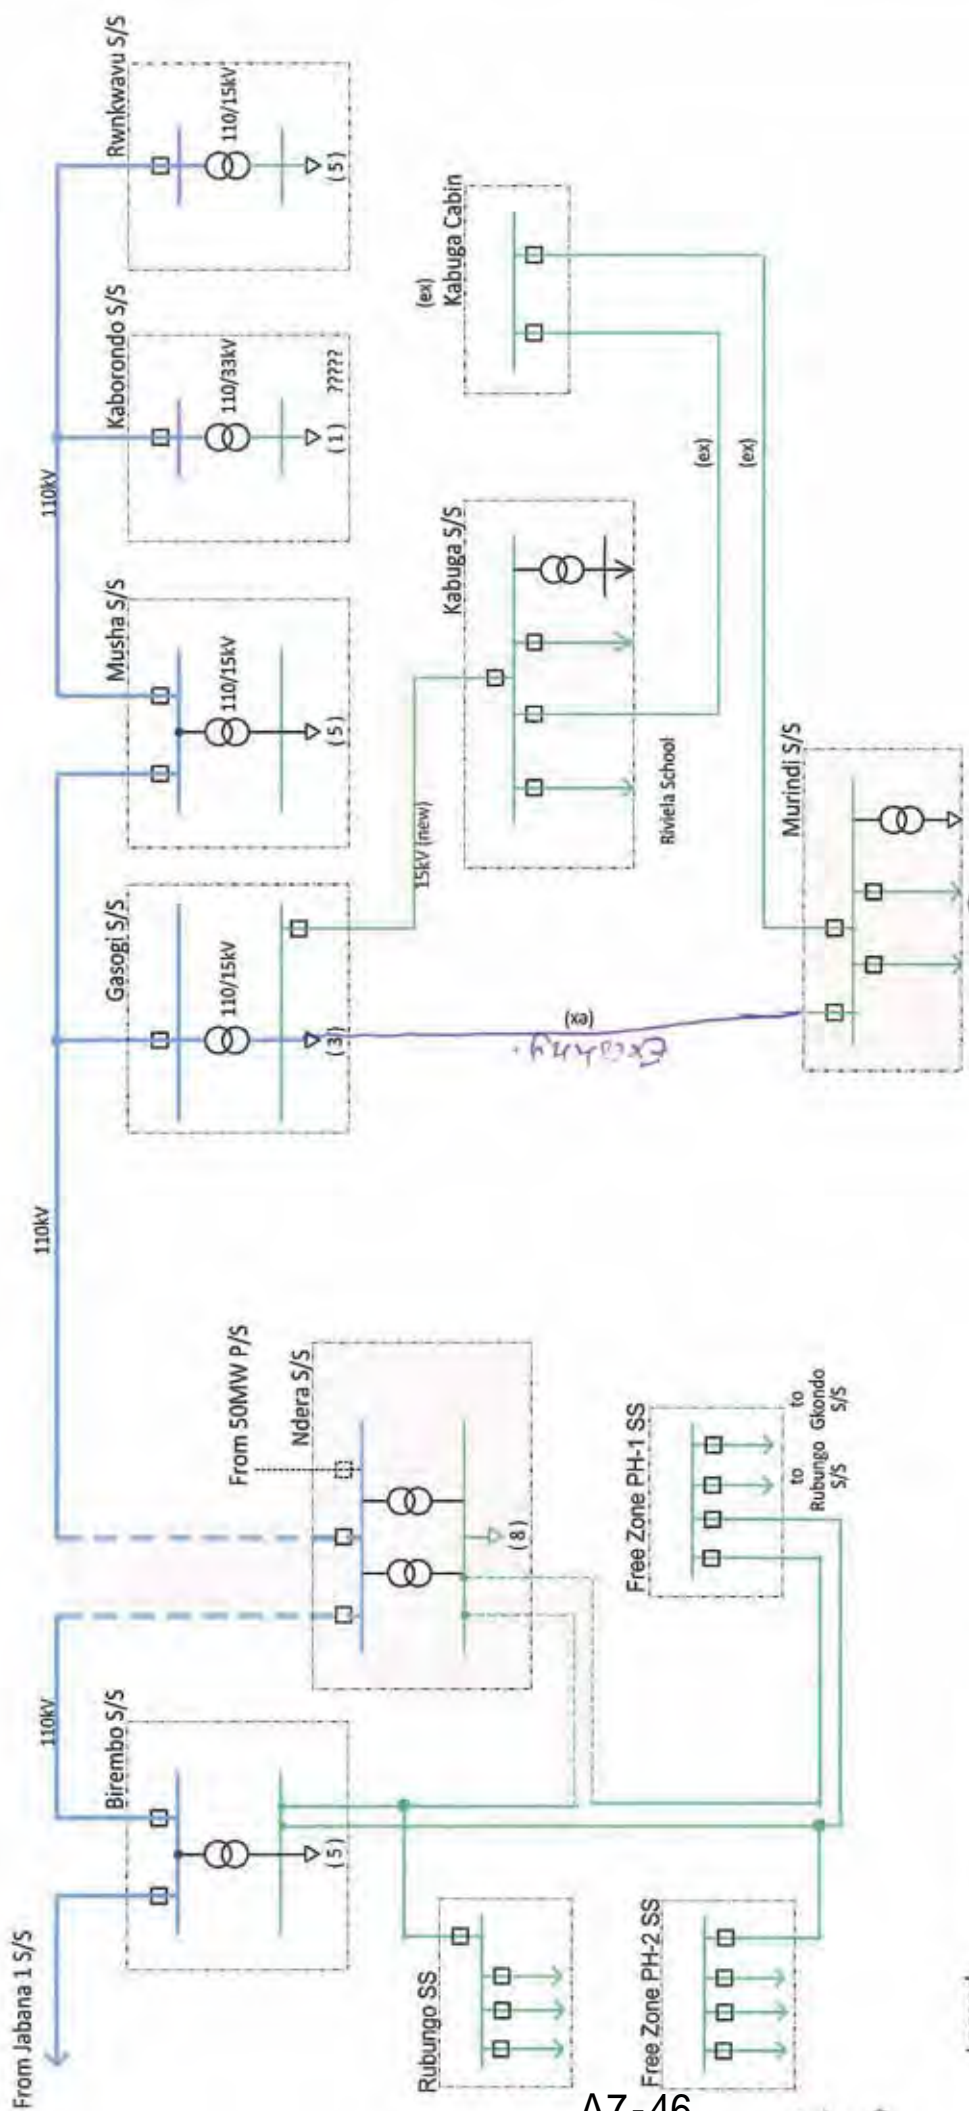 From Jabana 1 S/S
110kV
Birembo S/S
(5)
110kV
From 50MW P/S
Ndera S/S
(8)
Gasogi S/S
110/15kV
(3)
Musha S/S
110/15kV
(5)
110kV
Kaborondo S/S
110/33kV
(1)
?????
Rwnkwavu S/S
110/15kV
(5)
(ex)
Kabuga Cabin
Kabuga S/S
15kV (new)
Riviela School
(ex)
(ex)
(ex)
Existing.
Murindi S/S
Rubungo SS
Free Zone PH-2 SS
Free Zone PH-1 SS
to
Rubungo
S/S
to
Gkondo
S/S
A7-46